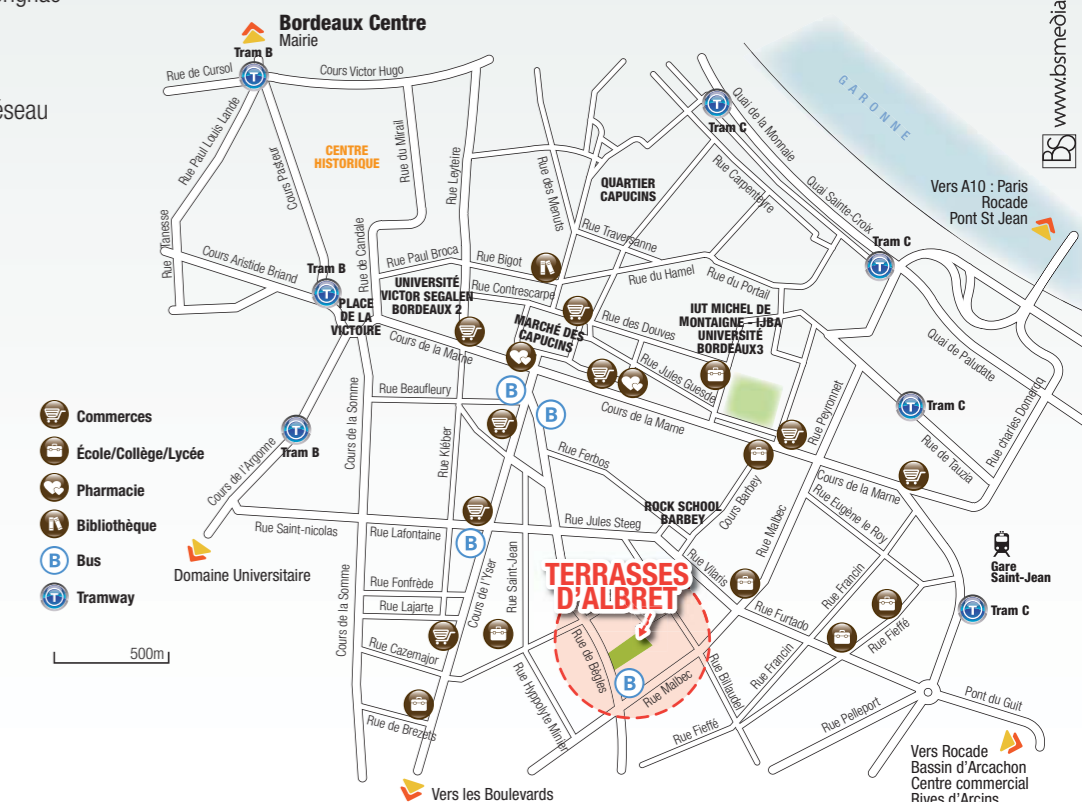 éseau
Bordeaux Centre
Mairie
Tram B
Rue de Cursol
Cours Victor Hugo
www.bsmedia
BS
GARONNE
Tram C
Quai de la Monnaie
Rue Paul Louis Lande
Cours Pasteur
CENTRE
HISTORIQUE
Rue du Mirail
Rue Leyteire
Rue des Menuts
QUARTIER
CAPUCINS
Rue Carpenteyre
Quai Sainte-Croix
Vers A10 : Paris
Rocade
Pont St Jean
Tram C
Rue Tanesse
Cours Aristide Briand
Tram B
Rue de Candale
Rue Paul Broca
Rue Bigot
Rue Traversanne
Rue du Hamel
Rue du Portail
PLACE
DE LA
VICTOIRE
UNIVERSITÉ
VICTOR SEGALEN
BORDEAUX 2
Rue Contrescarpe
MARCHÉ DES
CAPUCINS
Rue des Douves
IUT MICHEL DE
MONTAIGNE - IJBA
UNIVERSITÉ
BORDEAUX3
Quai de Paludate
Cours de la Marne
Rue Jules Guesde
Rue Beaufleury
Cours de la Marne
Rue Peyronnet
Tram C
Rue de Tauzia
Rue charles Domercq
Commerces
École/Collège/Lycée
Pharmacie
Bibliothèque
B
Bus
Tramway
500m
B
B
Tram B
Cours de l'Argonne
Cours de la Somme
Rue Kléber
Rue Ferbos
Cours Barbey
Cours de la Marne
Rue Eugène le Roy
Rue Malbec
ROCK SCHOOL
BARBEY
Rue Saint-nicolas
Rue Lafontaine
B
Rue Jules Steeg
Domaine Universitaire
Rue Fonfrède
Rue Lajarte
Cours de l'Yser
Rue Saint-Jean
TERRASSES
D'ALBRET
Rue Vilaris
Rue Furtado
Rue Francin
Rue Fieffé
Gare
Saint-Jean
Tram C
Cours de la Somme
Rue Cazemajor
Rue de Bègles
B
Rue Malbec
Rue Billaudel
Rue Francin
Rue Hyppolyte Minier
Rue de Brezets
Rue Fieffé
Rue Pelleport
Pont du Guit
Vers les Boulevards
Vers Rocade
Bassin d'Arcachon
Centre commercial
Rives d'Arcins